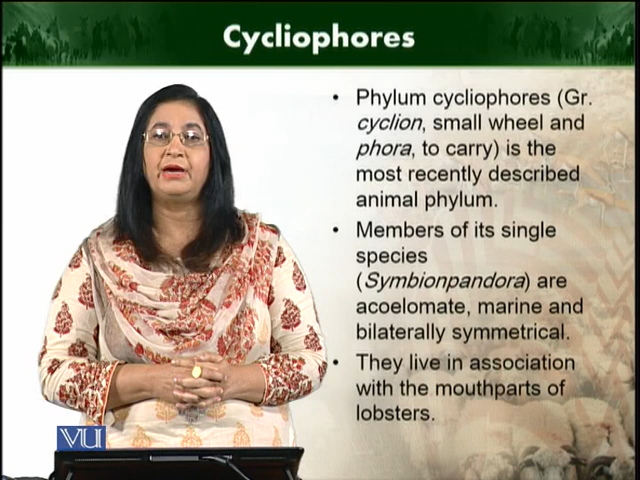 Cycliophores
• Phylum cycliophores (Gr.
cyclion, small wheel and
phora, to carry) is the
most recently described
animal phylum.
• Members of its single
species
(Symbionpandora) are
acoelomate, marine and
bilaterally symmetrical.
• They live in association
with the mouthparts of
lobsters.
VU